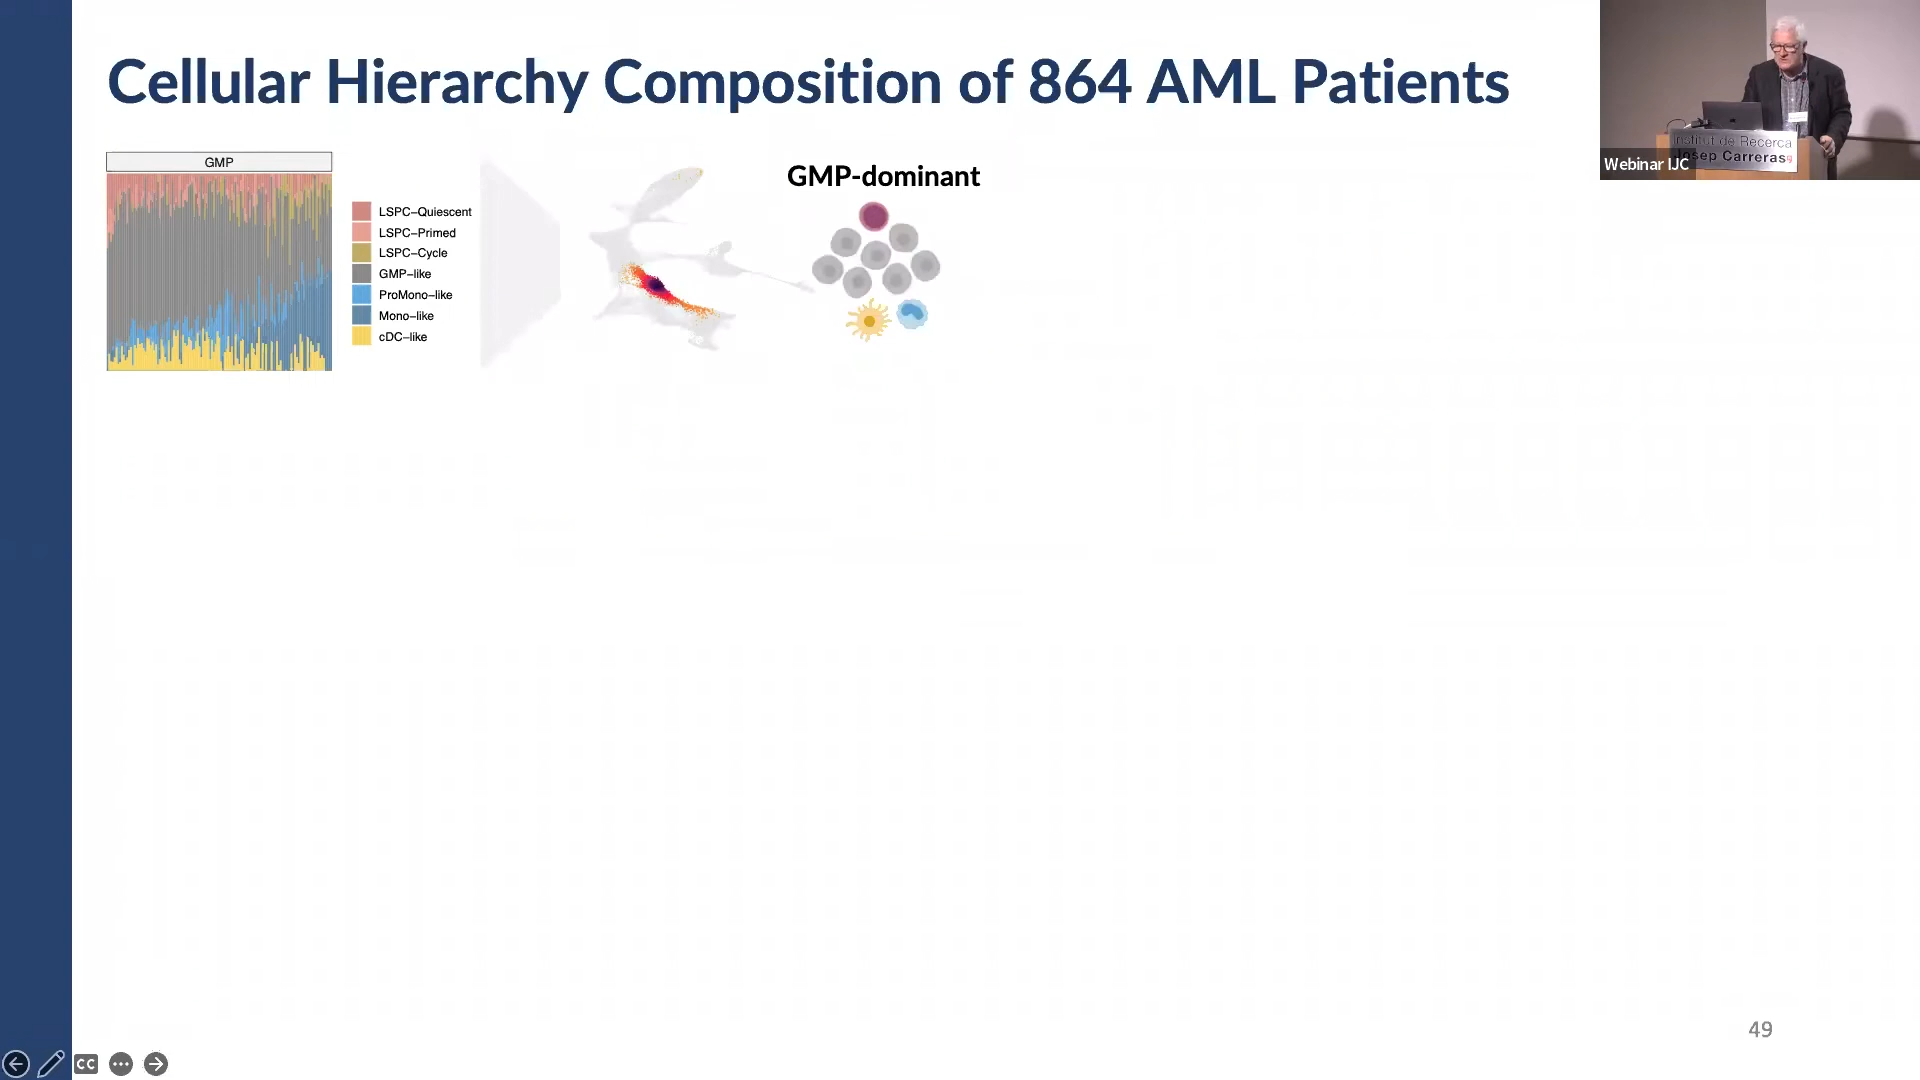 Cellular Hierarchy Composition of 864 AML Patients
Institut de Recerca
Josep Carreras
Webinar IJC
GMP
GMP-dominant
LSPC-Quiescent
LSPC-Primed
LSPC-Cycle
GMP-like
ProMono-like
Mono-like
cDC-like
49
CC